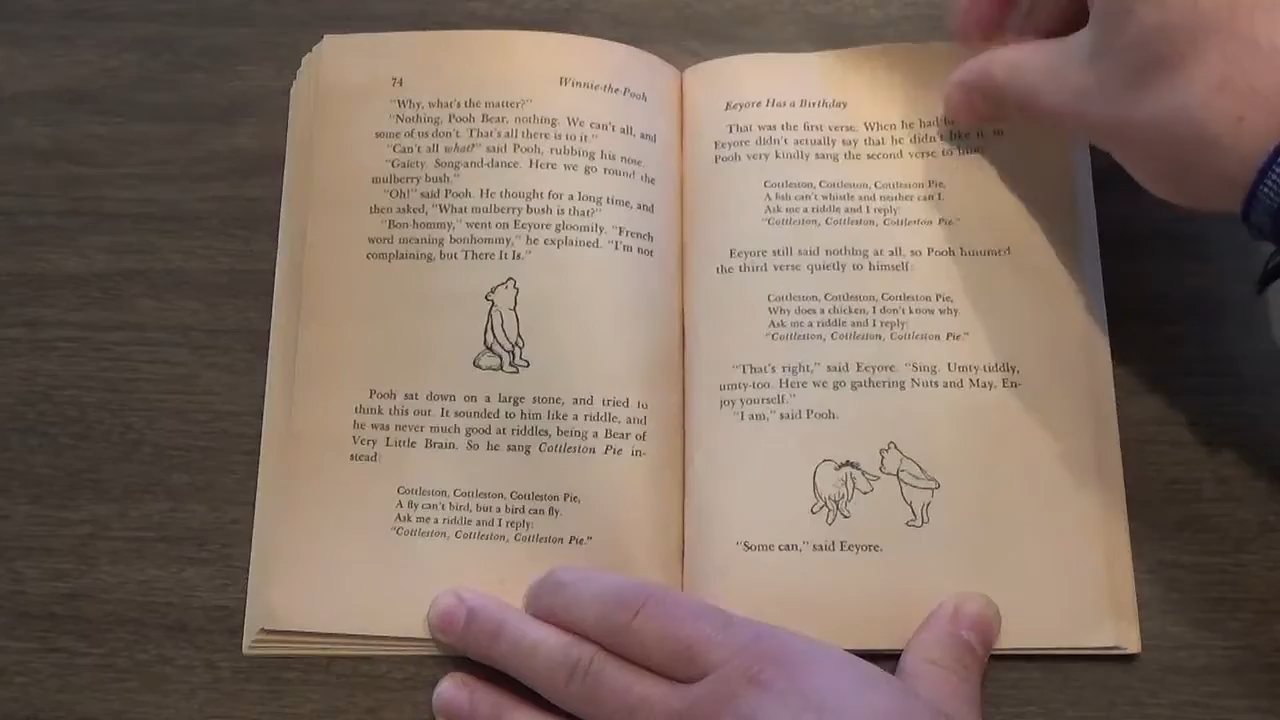 74
Winnie-the-Pooh
"Why, what's the matter?"
"Nothing, Pooh Bear, nothing. We can't all, and
some of us don't. That's all there is to it."
"Can't all what?" said Pooh, rubbing his nose.
"Gaiety. Song-and-dance. Here we go round the
mulberry bush."
"Oh!" said Pooh. He thought for a long time, and
then asked, "What mulberry bush is that?"
"Bon-hommy," went on Eeyore gloomily. "French
word meaning bonhommy," he explained. "I'm not
complaining, but There It Is."
Pooh sat down on a large stone, and tried to
think this out. It sounded to him like a riddle, and
he was never much good at riddles, being a Bear of
Very Little Brain. So he sang Cottleston Pie in-
stead:
Cottleston, Cottleston, Cottleston Pie,
A fly can't bird, but a bird can fly.
Ask me a riddle and I reply:
"Cottleston, Cottleston, Cottleston Pie."
Eeyore Has a Birthday
That was the first verse. When he had
Eeyore didn't actually say that he didn't like it, so
Pooh very kindly sang the second verse to him:
Cottleston, Cottleston, Cottleston Pie,
A fish can't whistle and neither can I.
Ask me a riddle and I reply:
"Cottleston, Cottleston, Cottleston Pie."
Eeyore still said nothing at all, so Pooh hummed
the third verse quietly to himself:
Cottleston, Cottleston, Cottleston Pie,
Why does a chicken, I don't know why.
Ask me a riddle and I reply:
"Cottleston, Cottleston, Cottleston Pie."
"That's right," said Eeyore. "Sing. Umty-tiddly,
umty-too. Here we go gathering Nuts and May. En-
joy yourself."
"I am," said Pooh.
"Some can," said Eeyore.